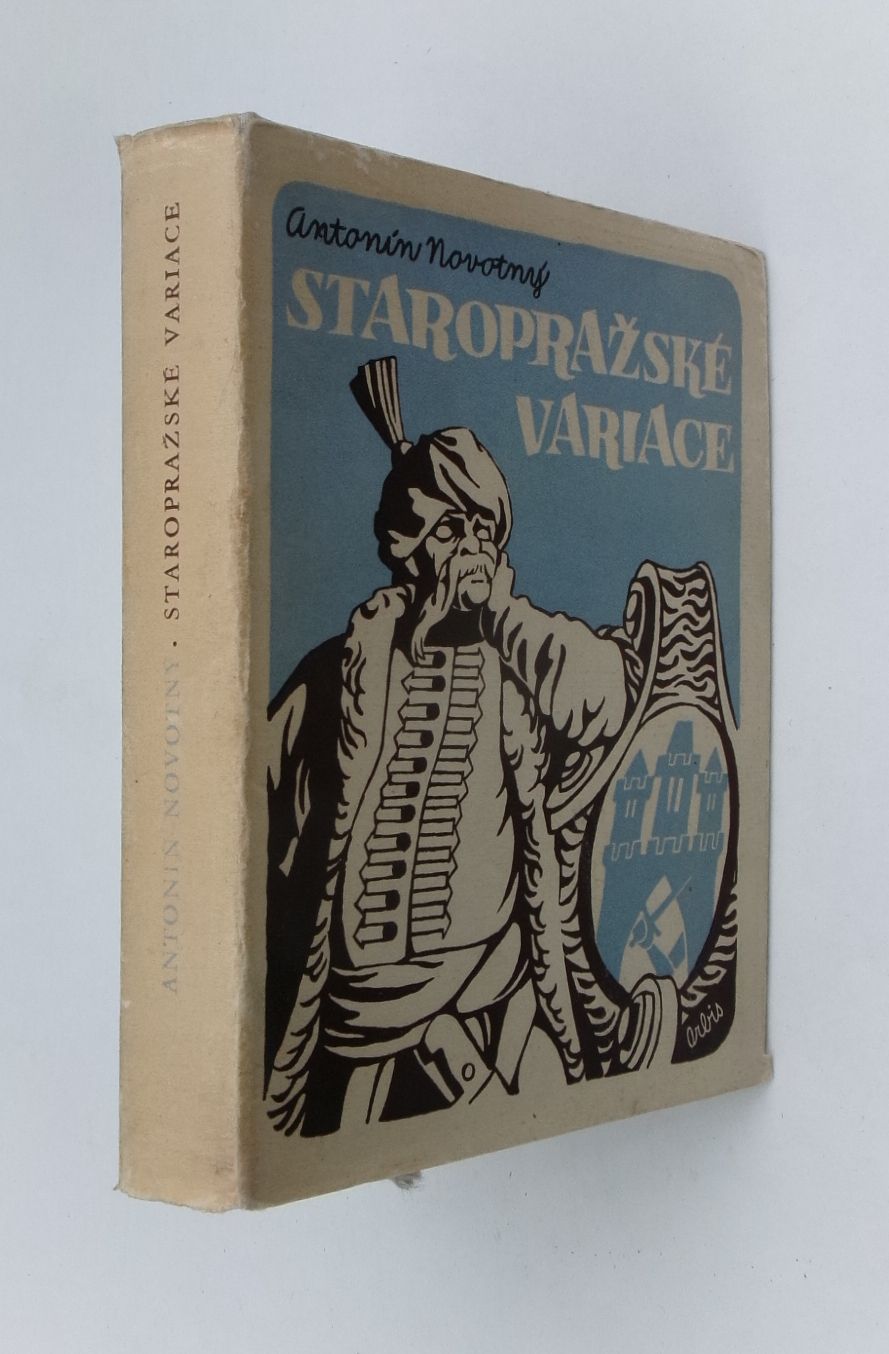 ANTONÍN NOVOTNÝ · STAROPRAŽSKÉ VARIACE
Antonín Novotný
STAROPRAŽSKÉ
VARIACE
Orbis